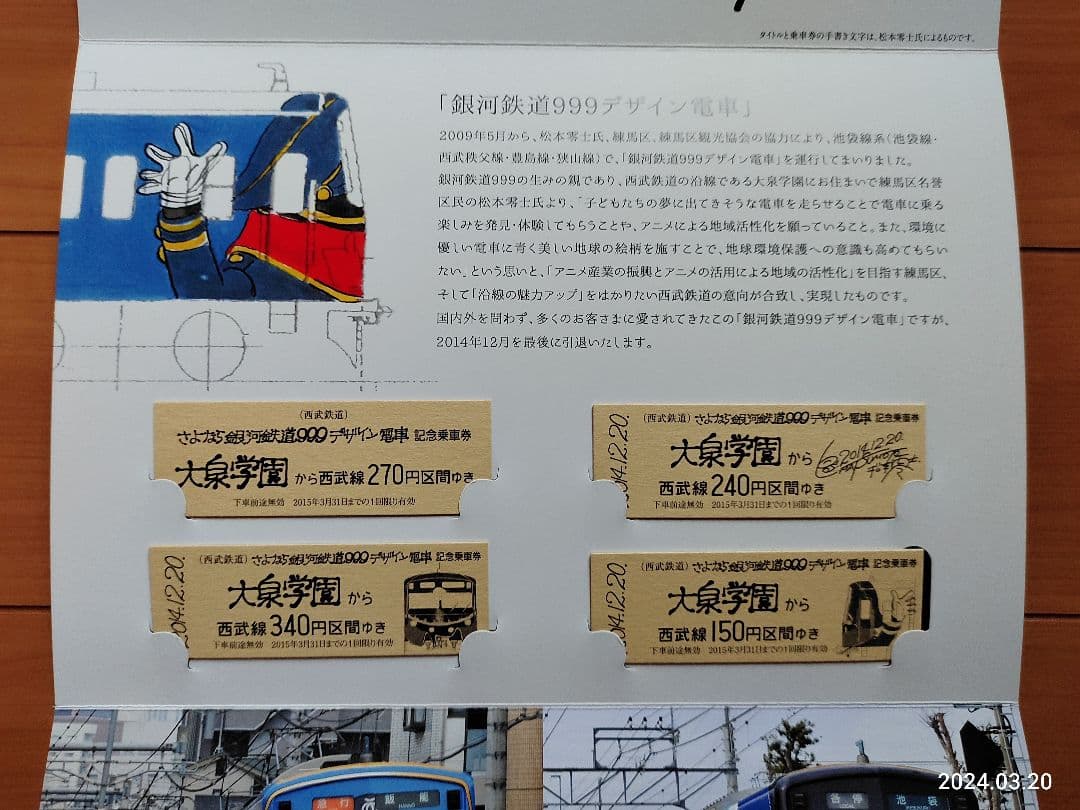 タイトルと乗車券の手書き文字は、松本零士氏によるものです。
「銀河鉄道999デザイン電車」
2009年5月から、松本零士氏、練馬区、練馬区観光協会の協力により、池袋線系(池袋線・
西武秩父線・豊島線・狭山線)で、「銀河鉄道999デザイン電車」を運行してまいりました。
銀河鉄道999の生みの親であり、西武鉄道の沿線である大泉学園にお住まいで練馬区名誉
区民の松本零士氏より、「子どもたちの夢に出てきそうな電車を走らせることで電車に乗る
楽しみを発見・体験してもらうことや、アニメによる地域活性化を願っていること。また、環境に
優しい電車に青く美しい地球の絵柄を施すことで、地球環境保護への意識も高めてもらい
たい」という思いと、「アニメ産業の振興とアニメの活用による地域の活性化」を目指す練馬区、
そして「沿線の魅力アップ」をはかりたい西武鉄道の意向が合致し、実現したものです。
国内外を問わず、多くのお客さまに愛されてきたこの「銀河鉄道999デザイン電車」ですが、
2014年12月を最後に引退いたします。
(西武鉄道)
さよなら銀河鉄道999デザイン電車 記念乗車券
大泉学園から西武線270円区間ゆき
下車前途無効 2015年3月31日までの1回限り有効
2014.12.20.
(西武鉄道) さよなら銀河鉄道999デザイン電車 記念乗車券
大泉学園から
2014.12.20.
西武線240円区間ゆき
下車前途無効 2015年3月31日までの1回限り有効
2014.12.20.
(西武鉄道) さよなら銀河鉄道999デザイン電車 記念乗車券
大泉学園から
西武線340円区間ゆき
下車前途無効 2015年3月31日までの1回限り有効
2014.12.20.
(西武鉄道) さよなら銀河鉄道999デザイン電車 記念乗車券
大泉学園から
西武線150円区間ゆき
下車前途無効 2015年3月31日までの1回限り有効
急行 飯能
各停 池袋
2024.03.20